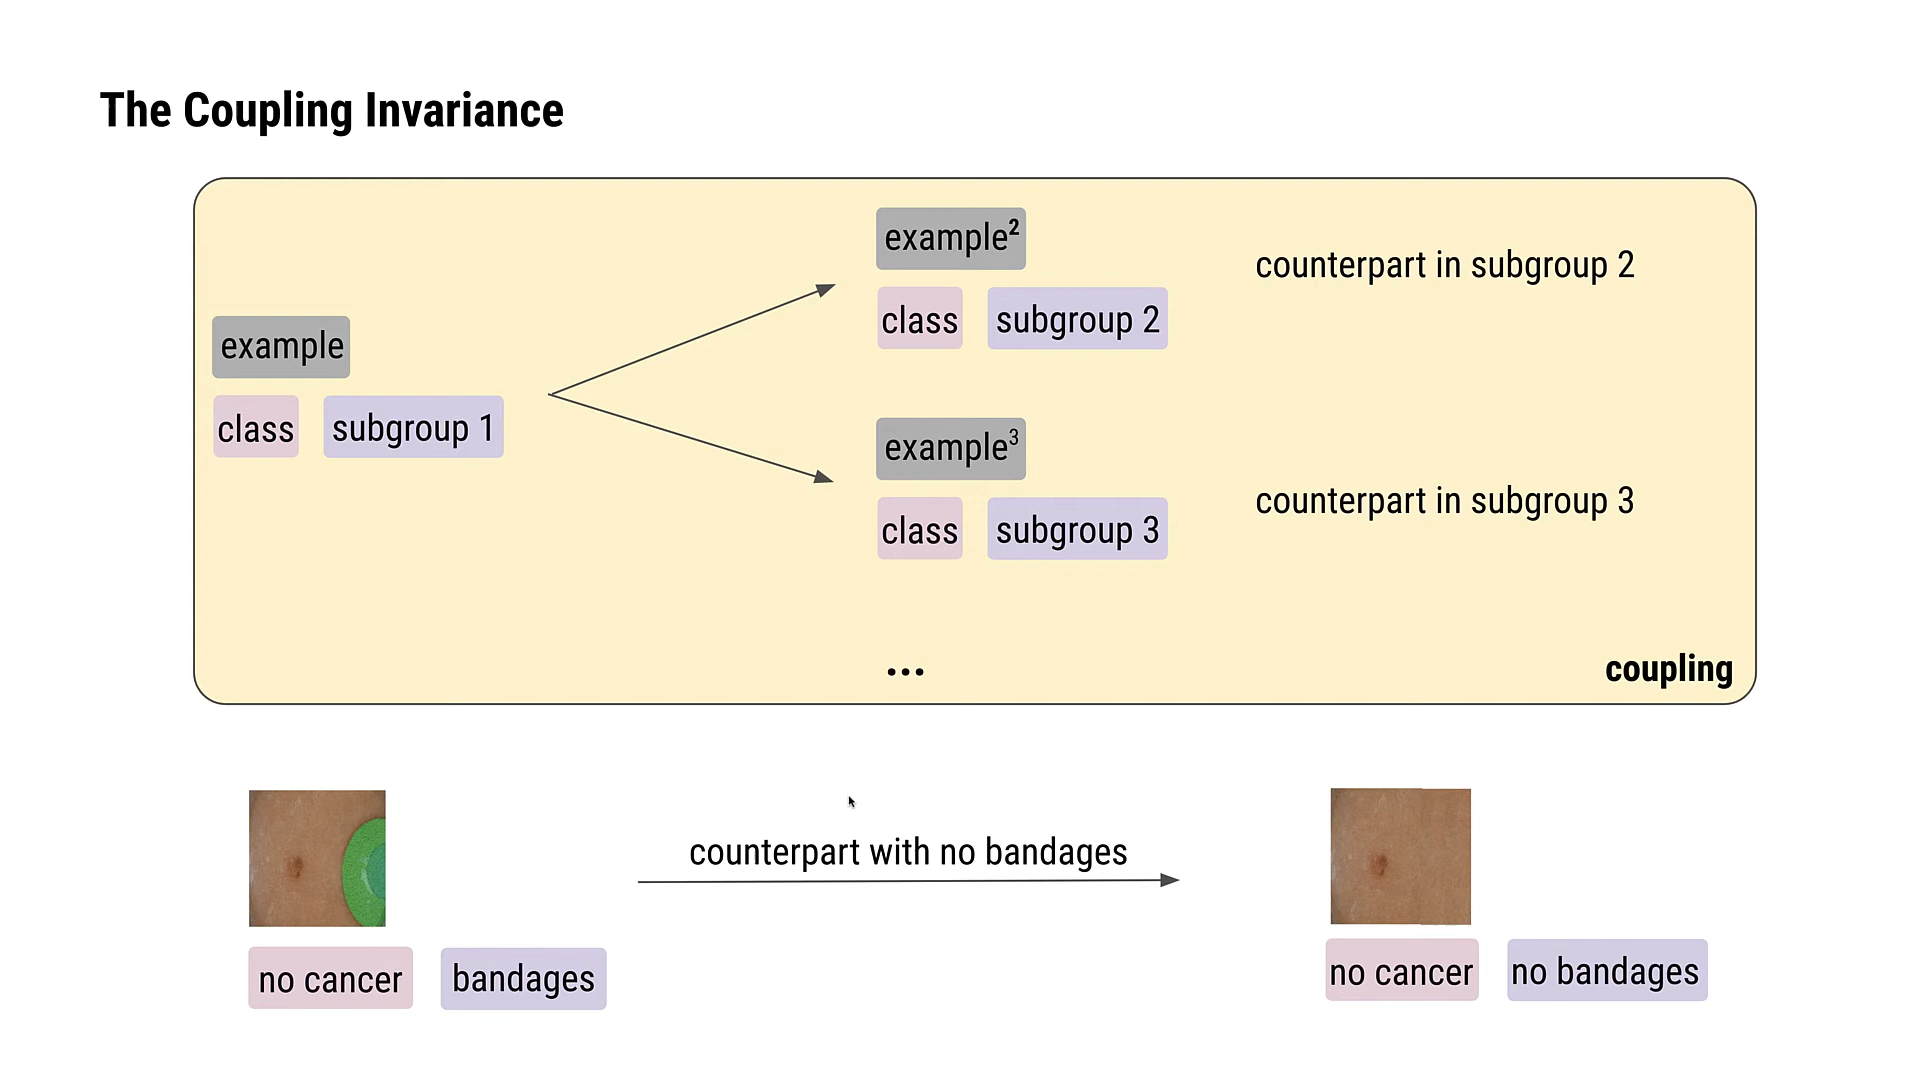 The Coupling Invariance
example
class subgroup 1
example²
class subgroup 2
counterpart in subgroup 2
example³
class subgroup 3
counterpart in subgroup 3
...
coupling
counterpart with no bandages
no cancer bandages
no cancer no bandages